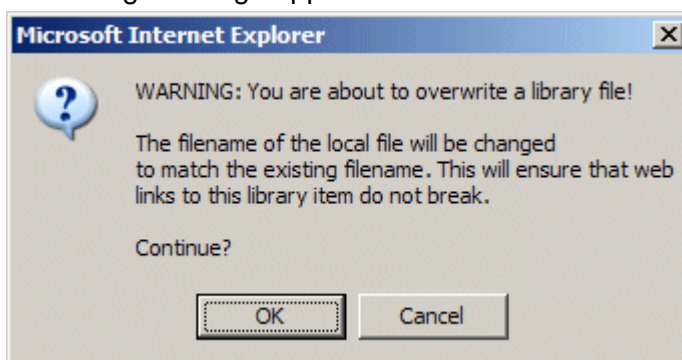 Microsoft Internet Explorer
WARNING: You are about to overwrite a library file!
The filename of the local file will be changed
to match the existing filename. This will ensure that web
links to this library item do not break.
Continue?
OK
Cancel